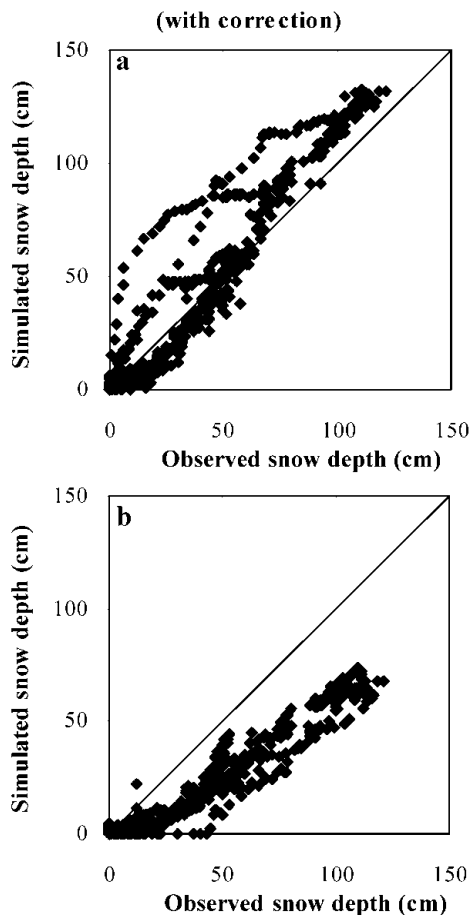 (with correction)
150
a
100
50
0
0 50 100 150
Simulated snow depth (cm)
Observed snow depth (cm)
150
b
100
50
0
0 50 100 150
Simulated snow depth (cm)
Observed snow depth (cm)